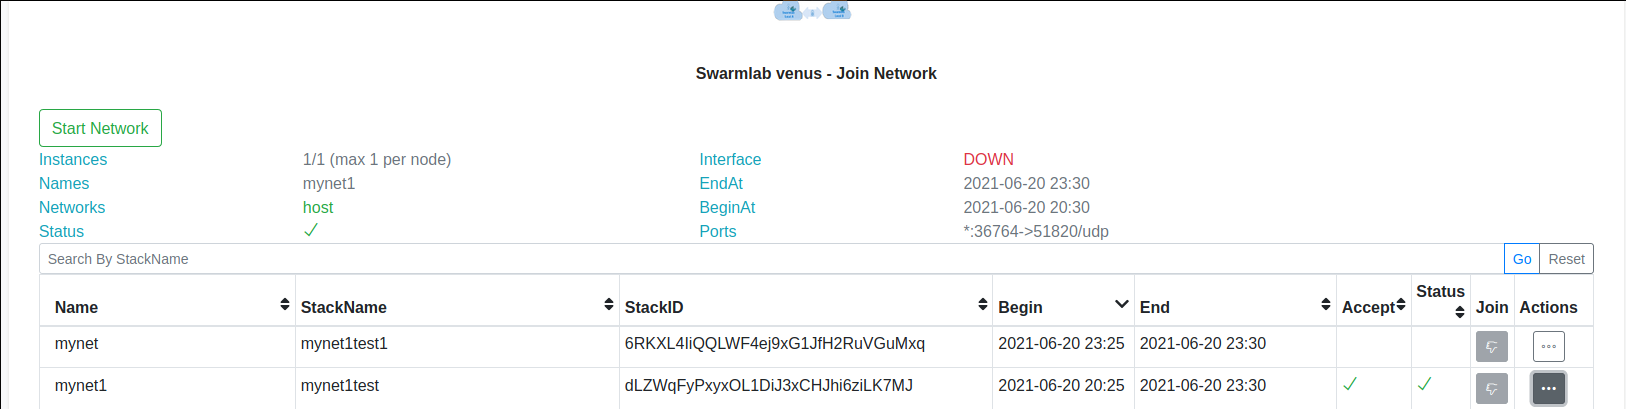 Swarmlab venus - Join Network
Start Network
Instances 1/1 (max 1 per node) Interface DOWN
Names mynet1 EndAt 2021-06-20 23:30
Networks host BeginAt 2021-06-20 20:30
Status Ports *:36764->51820/udp
Search By StackName Go Reset
Name StackName StackID Begin End Accept Status Join Actions
mynet mynet1test1 6RKXL4IiQQLWF4ej9xG1JfH2RuVGuMxq 2021-06-20 23:25 2021-06-20 23:30
mynet1 mynet1test dLZWqFyPxyxOL1DiJ3xCHJhi6ziLK7MJ 2021-06-20 20:25 2021-06-20 23:30